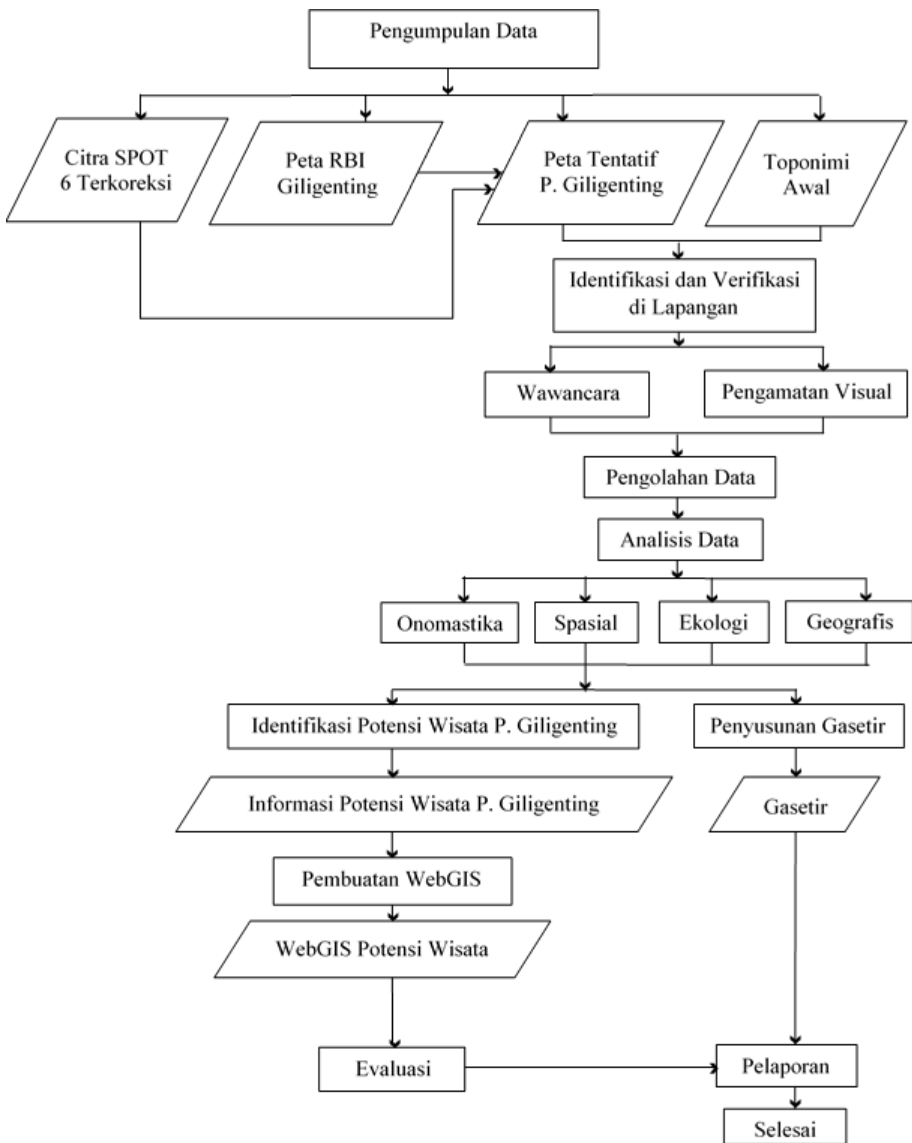 Pengumpulan Data
Citra SPOT
6 Terkoreksi
Peta RBI
Giligenting
Peta Tentatif
P. Giligenting
Toponimi
Awal
Identifikasi dan Verifikasi
di Lapangan
Wawancara
Pengamatan Visual
Pengolahan Data
Analisis Data
Onomastika
Spasial
Ekologi
Geografis
Identifikasi Potensi Wisata P. Giligenting
Penyusunan Gasetir
Informasi Potensi Wisata P. Giligenting
Gasetir
Pembuatan WebGIS
WebGIS Potensi Wisata
Evaluasi
Pelaporan
Selesai